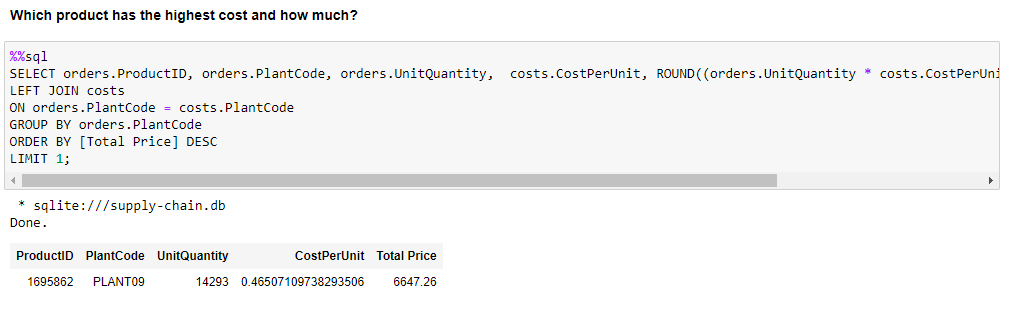 Which product has the highest cost and how much?
%%sql
SELECT orders.ProductID, orders.PlantCode, orders.UnitQuantity,  costs.CostPerUnit, ROUND((orders.UnitQuantity * costs.CostPerUni
LEFT JOIN costs
ON orders.PlantCode = costs.PlantCode
GROUP BY orders.PlantCode
ORDER BY [Total Price] DESC
LIMIT 1;
* sqlite:///supply-chain.db
Done.
ProductID PlantCode UnitQuantity CostPerUnit Total Price
1695862 PLANT09 14293 0.46507109738293506 6647.26